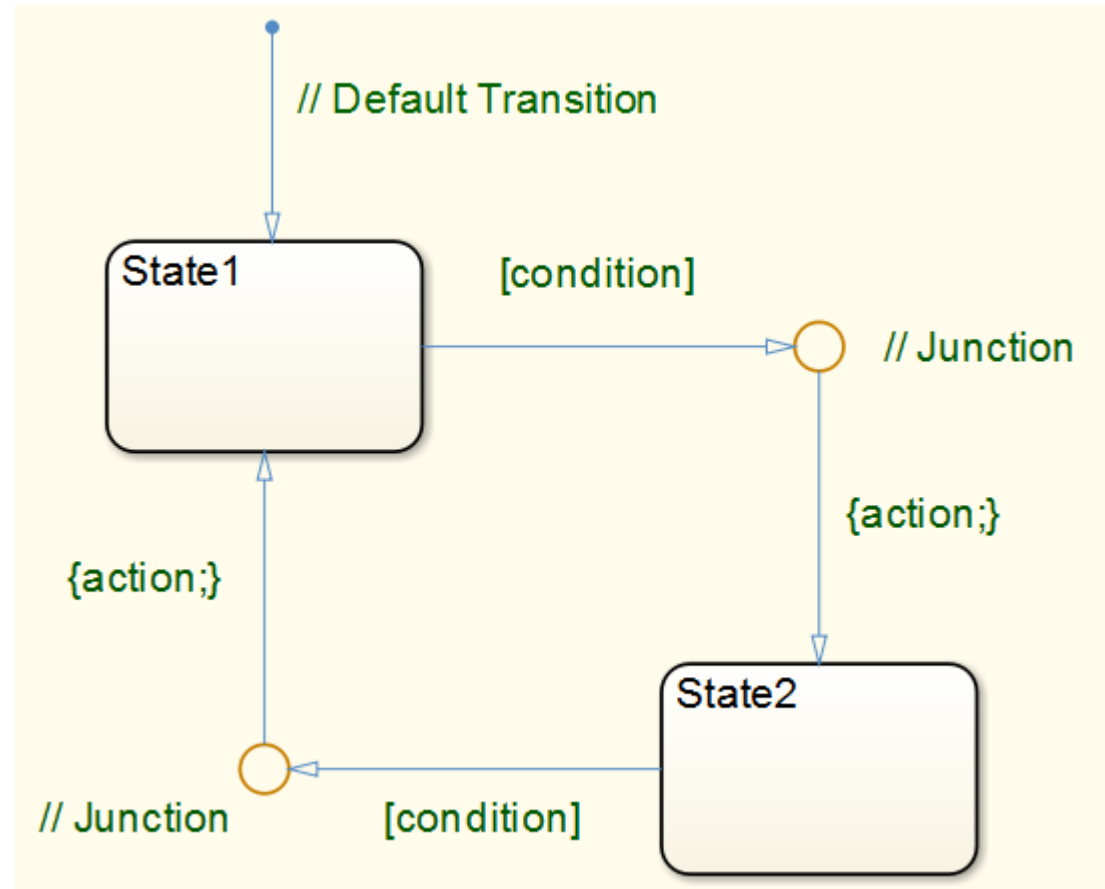 // Default Transition
State1
[condition]
// Junction
{action;}
{action;}
State2
// Junction
[condition]